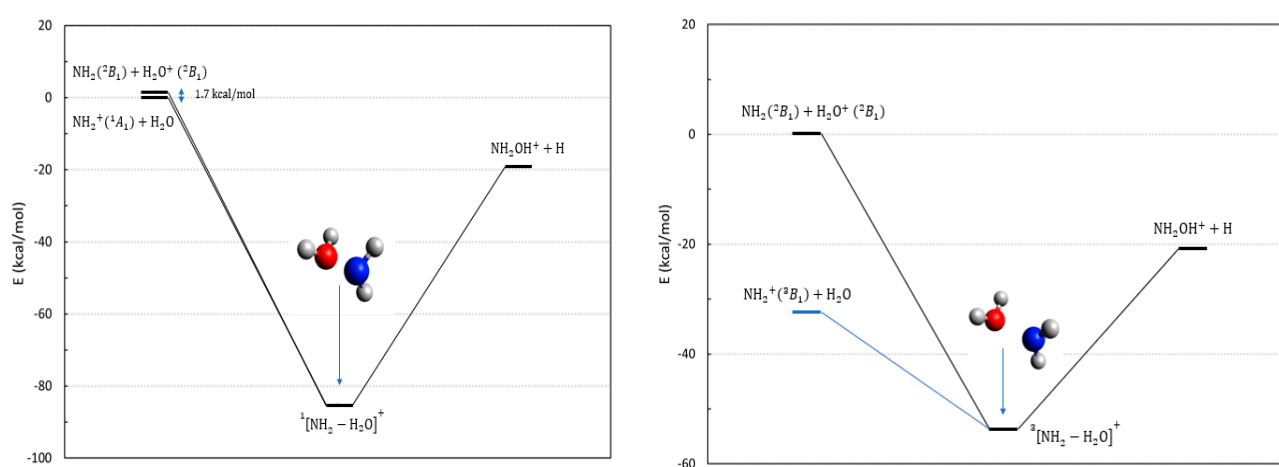 20
0
-20
-40
-60
-80
-100
E (kcal/mol)
NH₂(²B₁) + H₂O⁺ (²B₁)
1.7 kcal/mol
NH₂⁺(¹A₁) + H₂O
NH₂OH⁺ + H
¹[NH₂ − H₂O]⁺
20
0
-20
-40
-60
E (kcal/mol)
NH₂(²B₁) + H₂O⁺ (²B₁)
NH₂OH⁺ + H
NH₂⁺(³B₁) + H₂O
³[NH₂ − H₂O]⁺